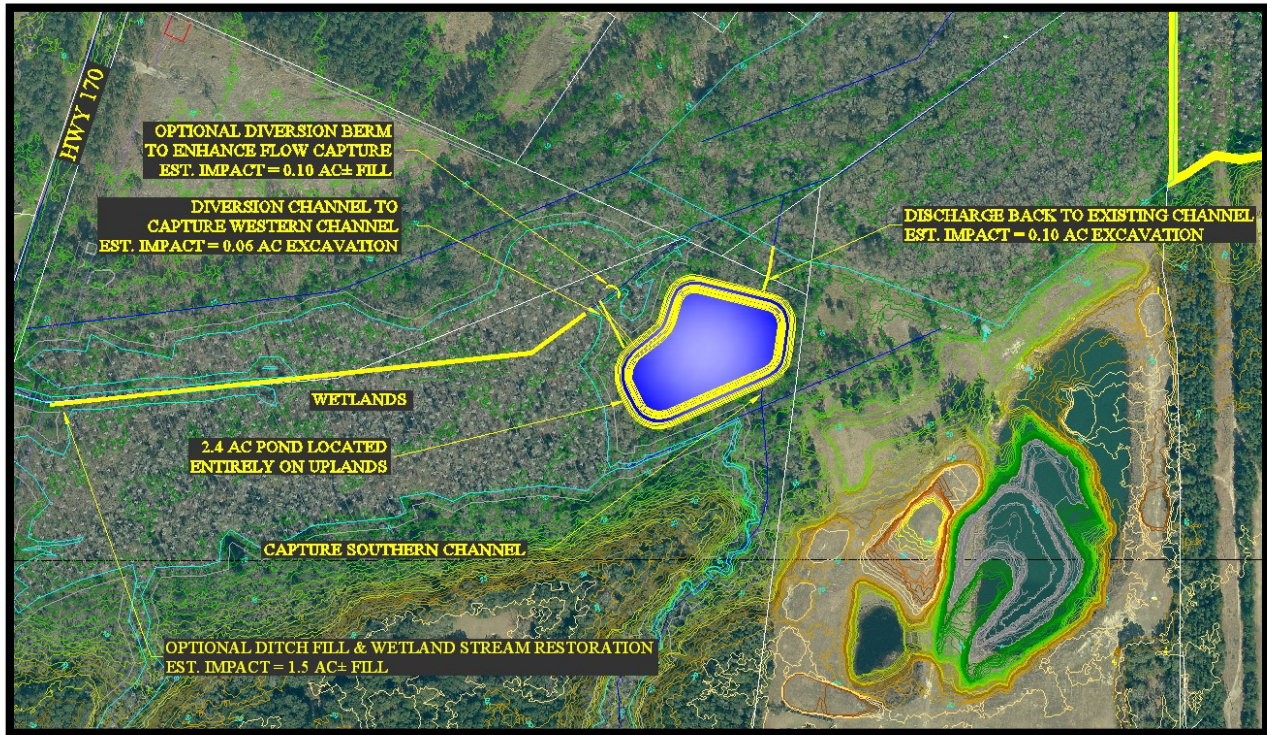 HWY 170
OPTIONAL DIVERSION BERM
TO ENHANCE FLOW CAPTURE
EST. IMPACT = 0.10 AC± FILL
DIVERSION CHANNEL TO
CAPTURE WESTERN CHANNEL
EST. IMPACT = 0.06 AC EXCAVATION
DISCHARGE BACK TO EXISTING CHANNEL
EST. IMPACT = 0.10 AC EXCAVATION
WETLANDS
2.4 AC POND LOCATED
ENTIRELY ON UPLANDS
CAPTURE SOUTHERN CHANNEL
OPTIONAL DITCH FILL & WETLAND STREAM RESTORATION
EST. IMPACT = 1.5 AC± FILL